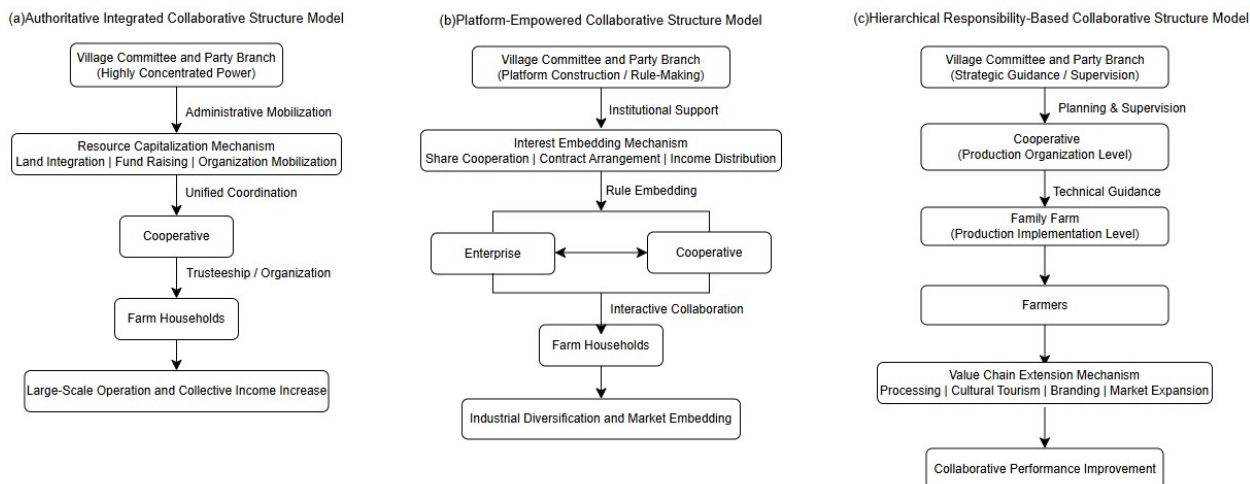 (a)Authoritative Integrated Collaborative Structure Model
Village Committee and Party Branch
(Highly Concentrated Power)
Administrative Mobilization
Resource Capitalization Mechanism
Land Integration | Fund Raising | Organization Mobilization
Unified Coordination
Cooperative
Trusteeship / Organization
Farm Households
Large-Scale Operation and Collective Income Increase
(b)Platform-Empowered Collaborative Structure Model
Village Committee and Party Branch
(Platform Construction / Rule-Making)
Institutional Support
Interest Embedding Mechanism
Share Cooperation | Contract Arrangement | Income Distribution
Rule Embedding
Enterprise
Cooperative
Interactive Collaboration
Farm Households
Industrial Diversification and Market Embedding
(c)Hierarchical Responsibility-Based Collaborative Structure Model
Village Committee and Party Branch
(Strategic Guidance / Supervision)
Planning & Supervision
Cooperative
(Production Organization Level)
Technical Guidance
Family Farm
(Production Implementation Level)
Farmers
Value Chain Extension Mechanism
Processing | Cultural Tourism | Branding | Market Expansion
Collaborative Performance Improvement